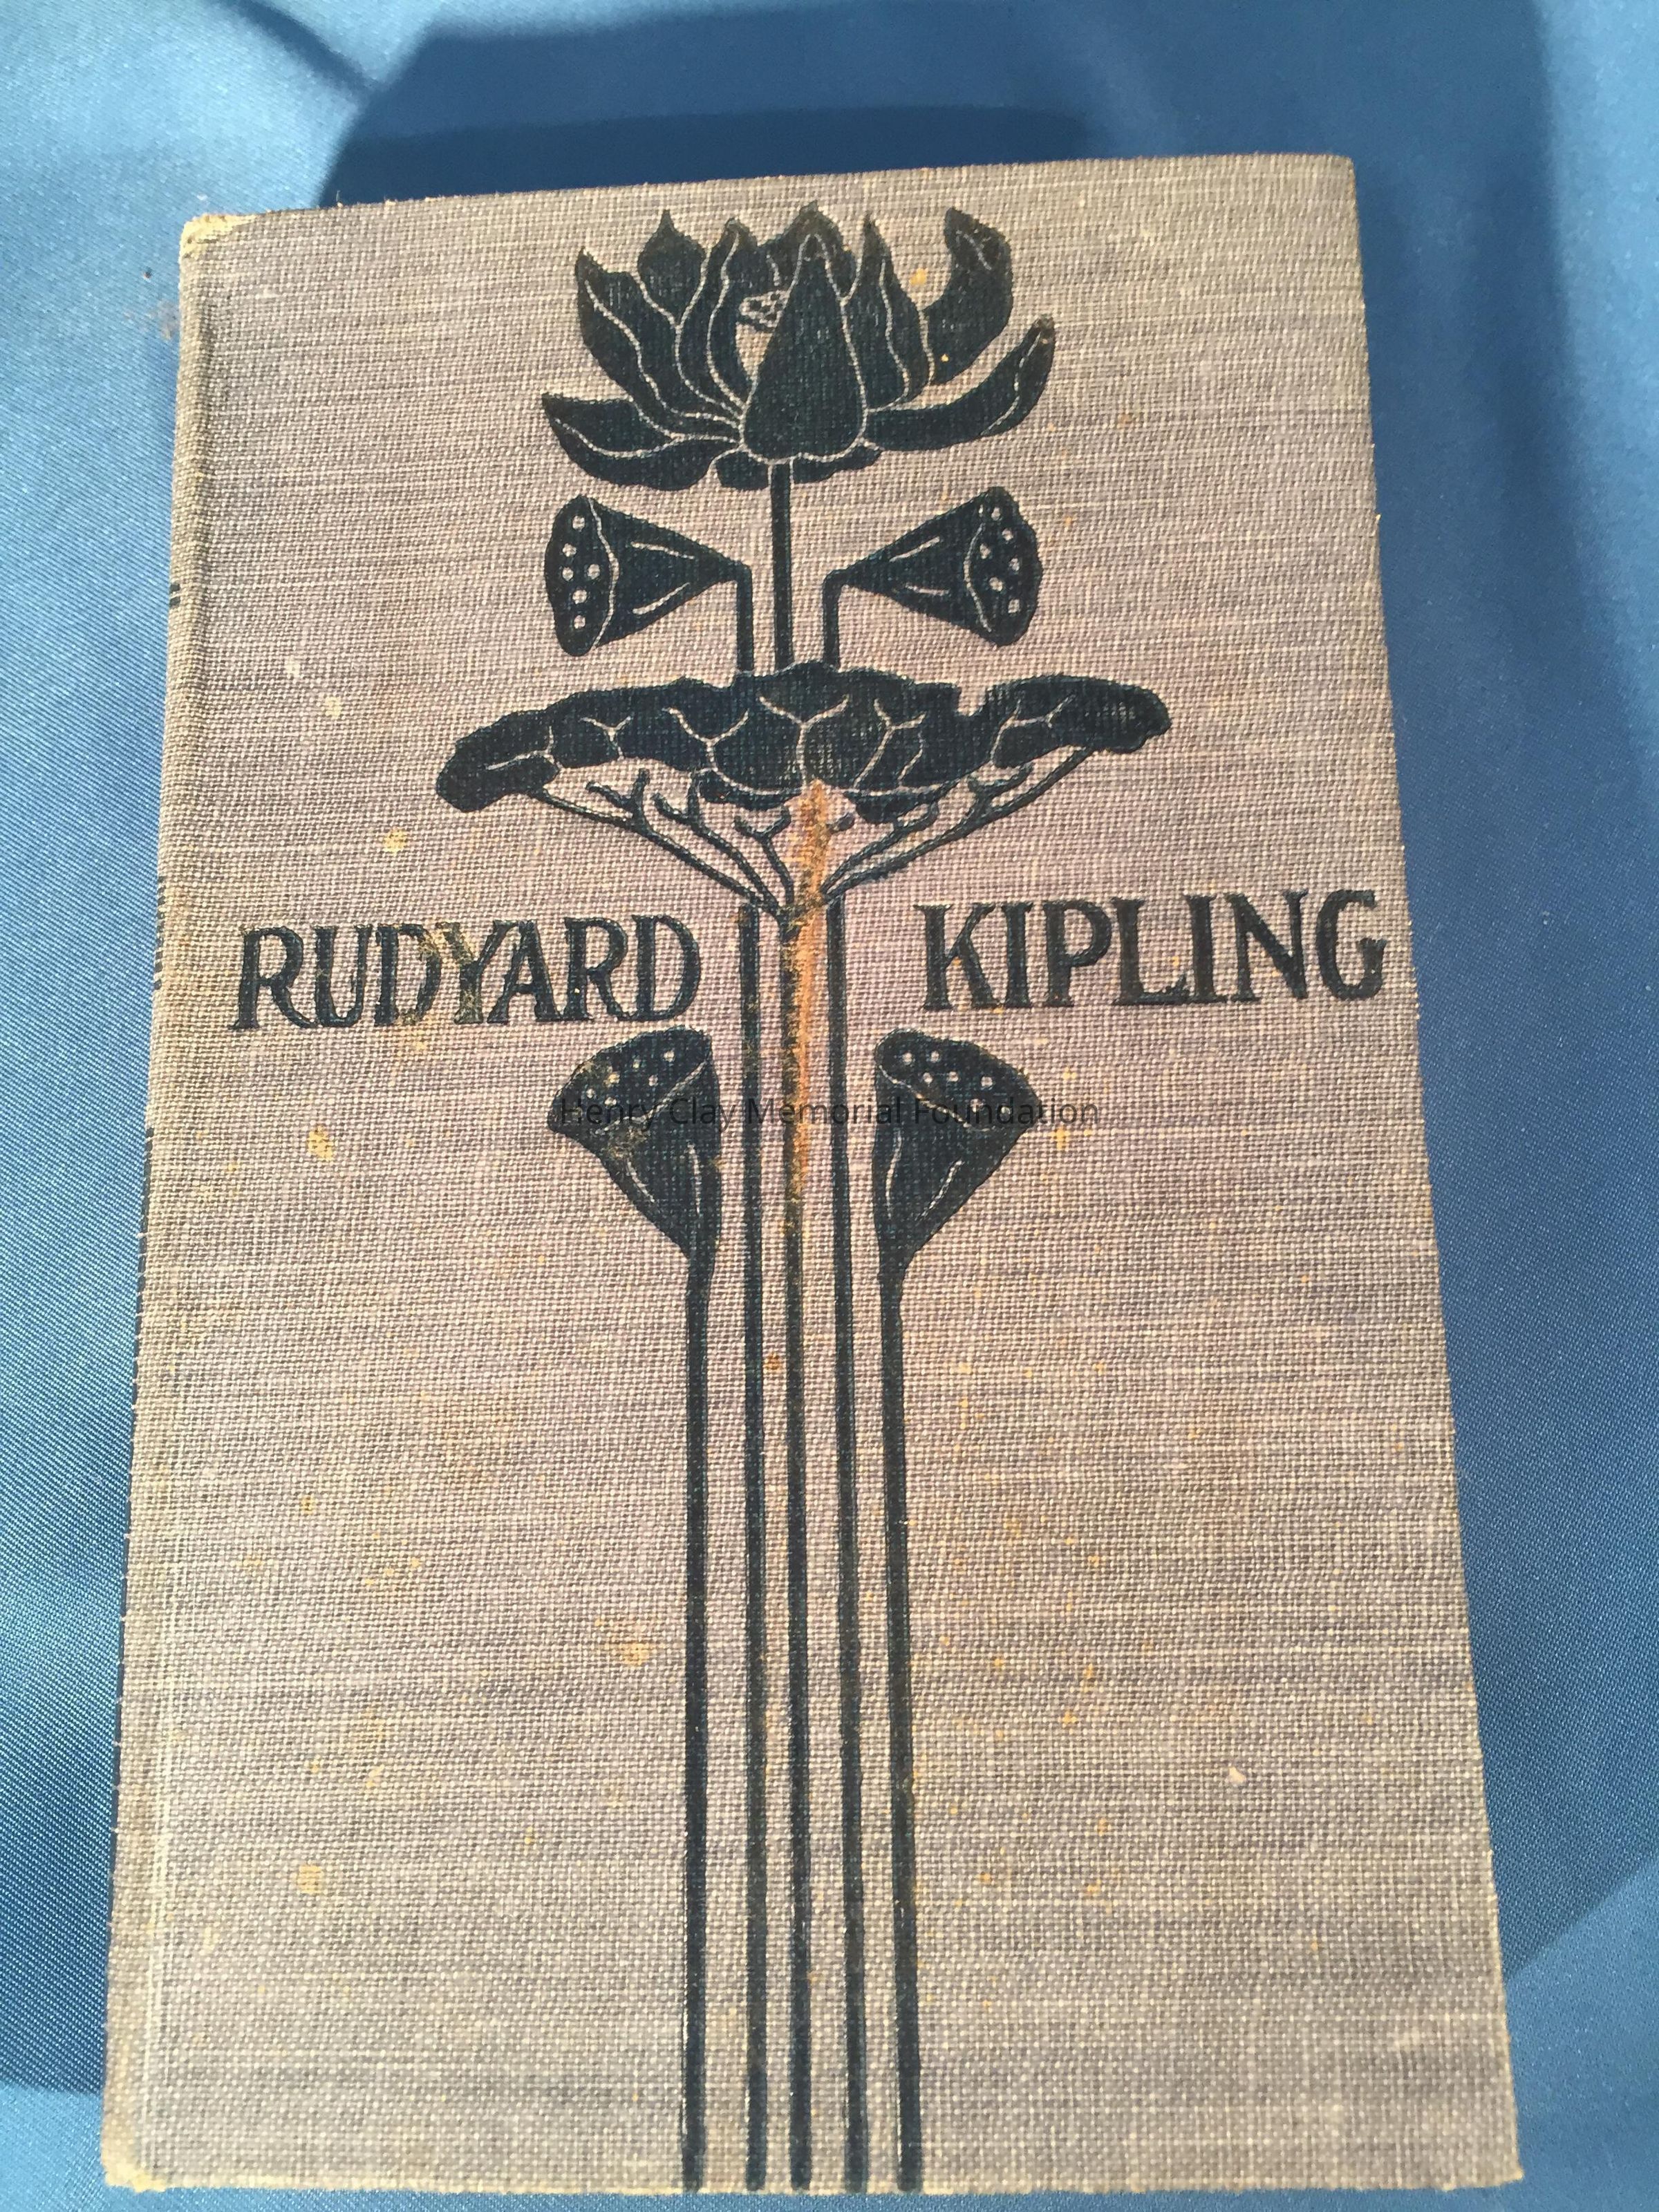 RUDYARD KIPLING
Henry Clay Memorial Foundation